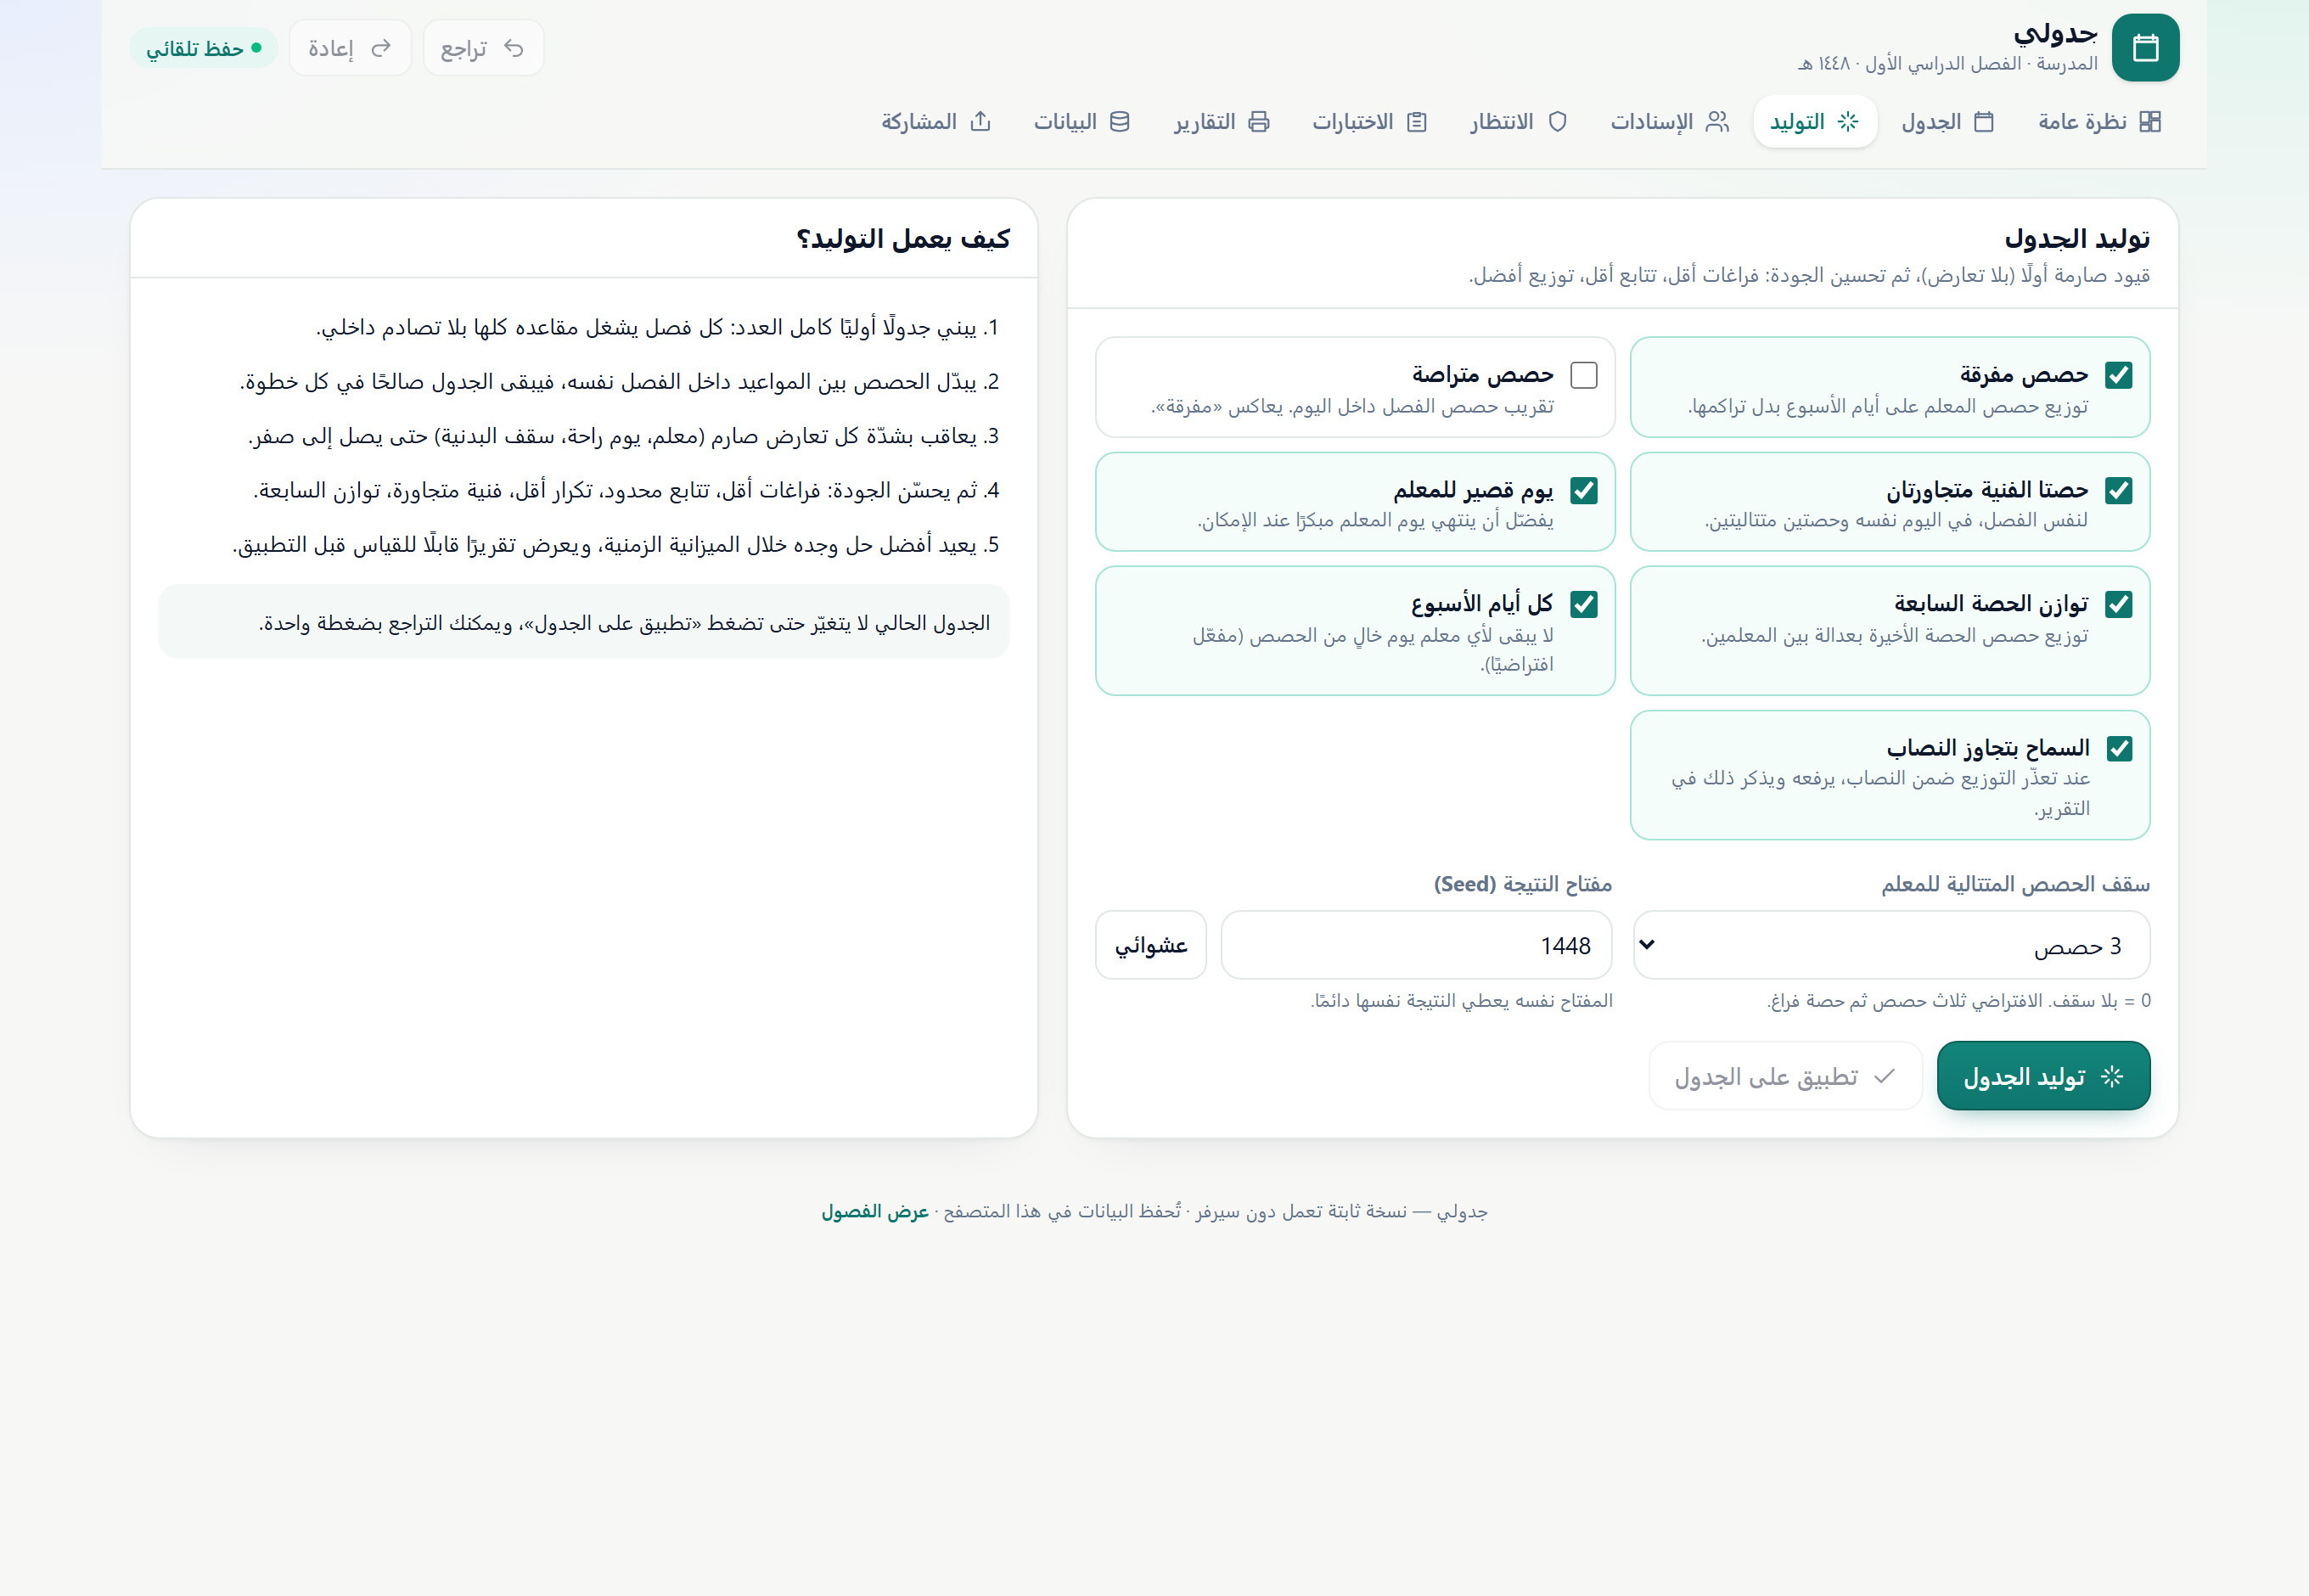 جدولي
المدرسة · الفصل الدراسي الأول · ١٤٤٨ هـ
تراجع
إعادة
حفظ تلقائي
نظرة عامة
الجدول
التوليد
الإسنادات
الانتظار
الاختبارات
التقارير
البيانات
المشاركة
توليد الجدول
قيود صارمة أولًا (بلا تعارض)، ثم تحسين الجودة: فراغات أقل، تتابع أقل، توزيع أفضل.
حصص مفرقة
توزيع حصص المعلم على أيام الأسبوع بدل تراكمها.
حصص متراصة
تقريب حصص الفصل داخل اليوم. يعاكس «مفرقة».
حصتا الفنية متجاورتان
لنفس الفصل، في اليوم نفسه وحصتين متتاليتين.
يوم قصير للمعلم
يفضّل أن ينتهي يوم المعلم مبكرًا عند الإمكان.
توازن الحصة السابعة
توزيع حصص الحصة الأخيرة بعدالة بين المعلمين.
كل أيام الأسبوع
لا يبقى لأي معلم يوم خالٍ من الحصص (مفعّل
افتراضيًا).
السماح بتجاوز النصاب
عند تعذّر التوزيع ضمن النصاب، يرفعه ويذكر ذلك في
التقرير.
سقف الحصص المتتالية للمعلم
3 حصص
0 = بلا سقف. الافتراضي ثلاث حصص ثم حصة فراغ.
مفتاح النتيجة (Seed)
1448
عشوائي
المفتاح نفسه يعطي النتيجة نفسها دائمًا.
توليد الجدول
تطبيق على الجدول
كيف يعمل التوليد؟
1. يبني جدولًا أوليًا كامل العدد: كل فصل يشغل مقاعده كلها بلا تصادم داخلي.
2. يبدّل الحصص بين المواعيد داخل الفصل نفسه، فيبقى الجدول صالحًا في كل خطوة.
3. يعاقب بشدّة كل تعارض صارم (معلم، يوم راحة، سقف البدنية) حتى يصل إلى صفر.
4. ثم يحسّن الجودة: فراغات أقل، تتابع محدود، تكرار أقل، فنية متجاورة، توازن السابعة.
5. يعيد أفضل حل وجده خلال الميزانية الزمنية، ويعرض تقريرًا قابلًا للقياس قبل التطبيق.
الجدول الحالي لا يتغيّر حتى تضغط «تطبيق على الجدول»، ويمكنك التراجع بضغطة واحدة.
جدولي — نسخة ثابتة تعمل دون سيرفر · تُحفظ البيانات في هذا المتصفح · عرض الفصول